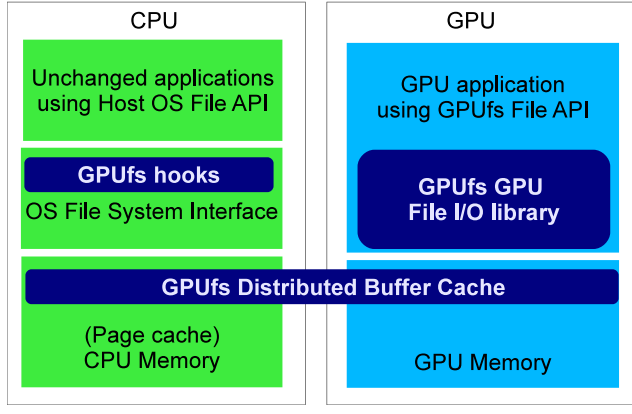 CPU
Unchanged applications
using Host OS File API
GPUfs hooks
OS File System Interface
GPU
GPU application
using GPUfs File API
GPUfs GPU
File I/O library
GPUfs Distributed Buffer Cache
(Page cache)
CPU Memory
GPU Memory